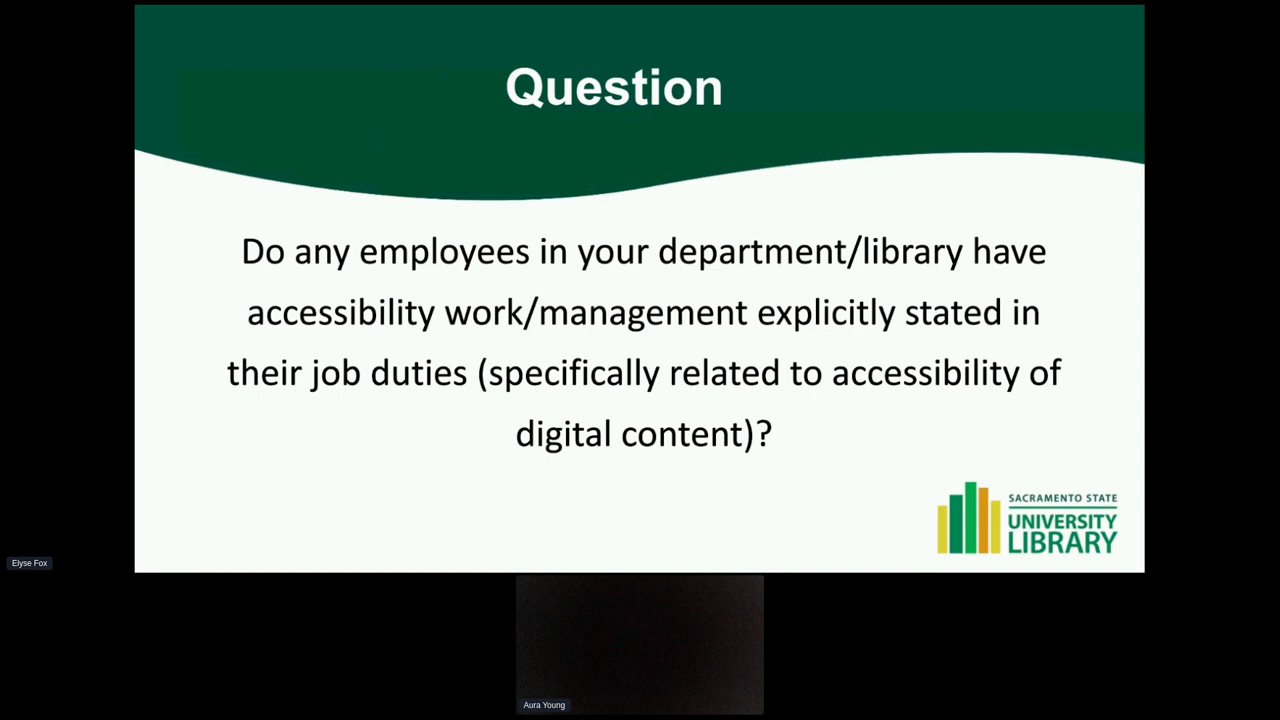 Question
Do any employees in your department/library have
accessibility work/management explicitly stated in
their job duties (specifically related to accessibility of
digital content)?
SACRAMENTO STATE
UNIVERSITY
LIBRARY
Elyse Fox
Aura Young